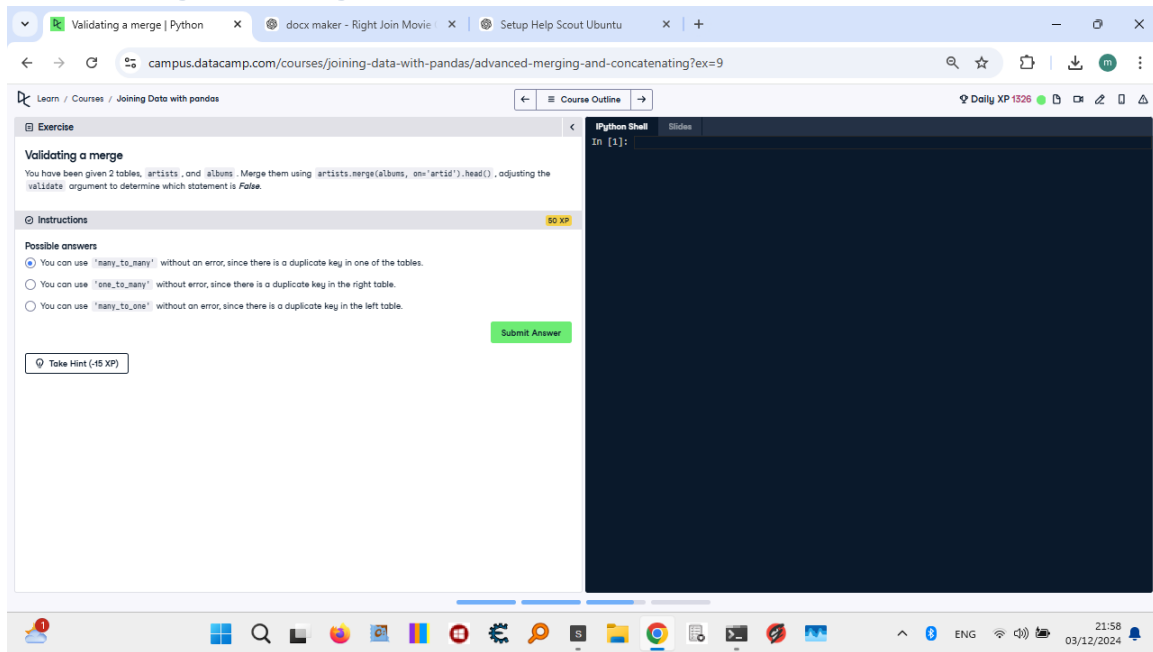 Validating a merge | Python
docx maker - Right Join Movie
Setup Help Scout Ubuntu
campus.datacamp.com/courses/joining-data-with-pandas/advanced-merging-and-concatenating?ex=9
m
Learn / Courses / Joining Data with pandas
Course Outline
Daily XP 1326
Exercise
IPython Shell
Slides
In [1]:
Validating a merge
You have been given 2 tables, artists , and albums . Merge them using artists.merge(albums, on='artid').head() , adjusting the
validate argument to determine which statement is False.
Instructions
50 XP
Possible answers
You can use 'many_to_many' without an error, since there is a duplicate key in one of the tables.
You can use 'one_to_many' without error, since there is a duplicate key in the right table.
You can use 'many_to_one' without an error, since there is a duplicate key in the left table.
Submit Answer
Take Hint (-15 XP)
1
S
ENG
21:58
03/12/2024